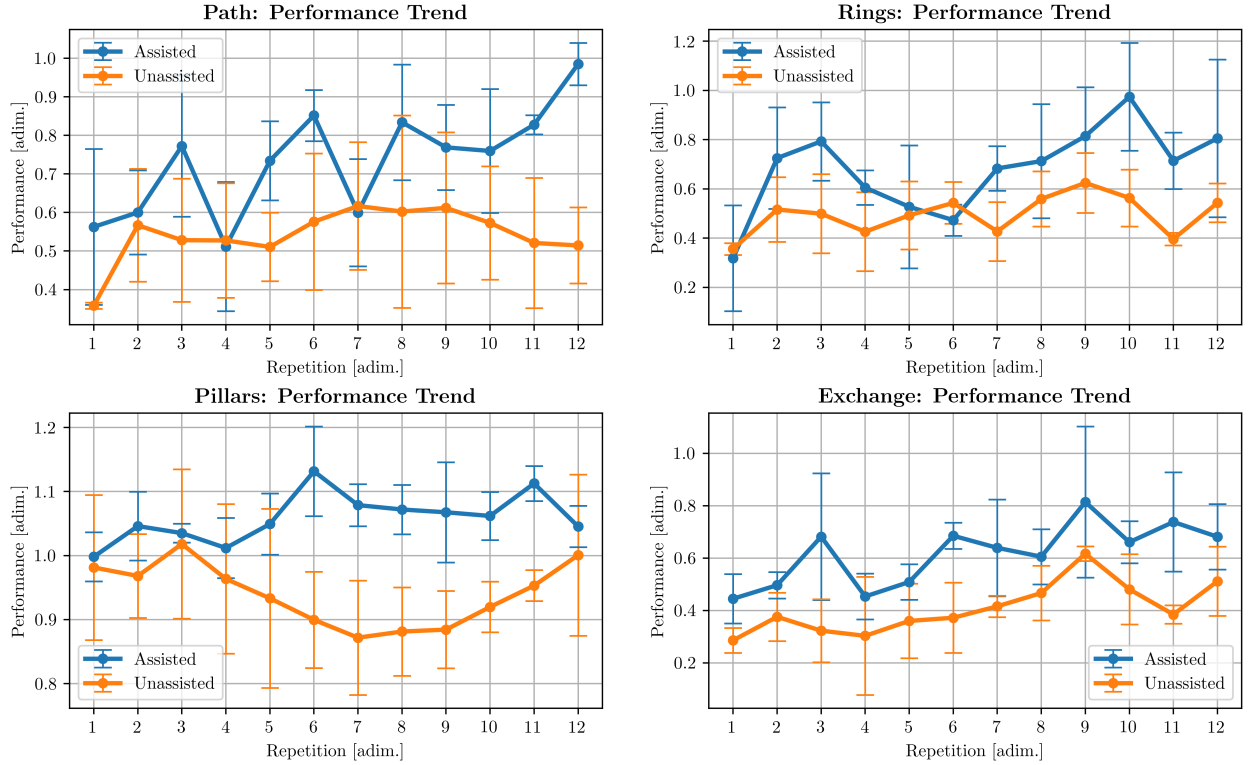 Path: Performance Trend
Performance [adim.]
1.0
0.9
0.8
0.7
0.6
0.5
0.4
Assisted
Unassisted
1 2 3 4 5 6 7 8 9 10 11 12
Repetition [adim.]
Rings: Performance Trend
Performance [adim.]
1.2
1.0
0.8
0.6
0.4
0.2
Assisted
Unassisted
1 2 3 4 5 6 7 8 9 10 11 12
Repetition [adim.]
Pillars: Performance Trend
Performance [adim.]
1.2
1.1
1.0
0.9
0.8
Assisted
Unassisted
1 2 3 4 5 6 7 8 9 10 11 12
Repetition [adim.]
Exchange: Performance Trend
Performance [adim.]
1.0
0.8
0.6
0.4
0.2
Assisted
Unassisted
1 2 3 4 5 6 7 8 9 10 11 12
Repetition [adim.]